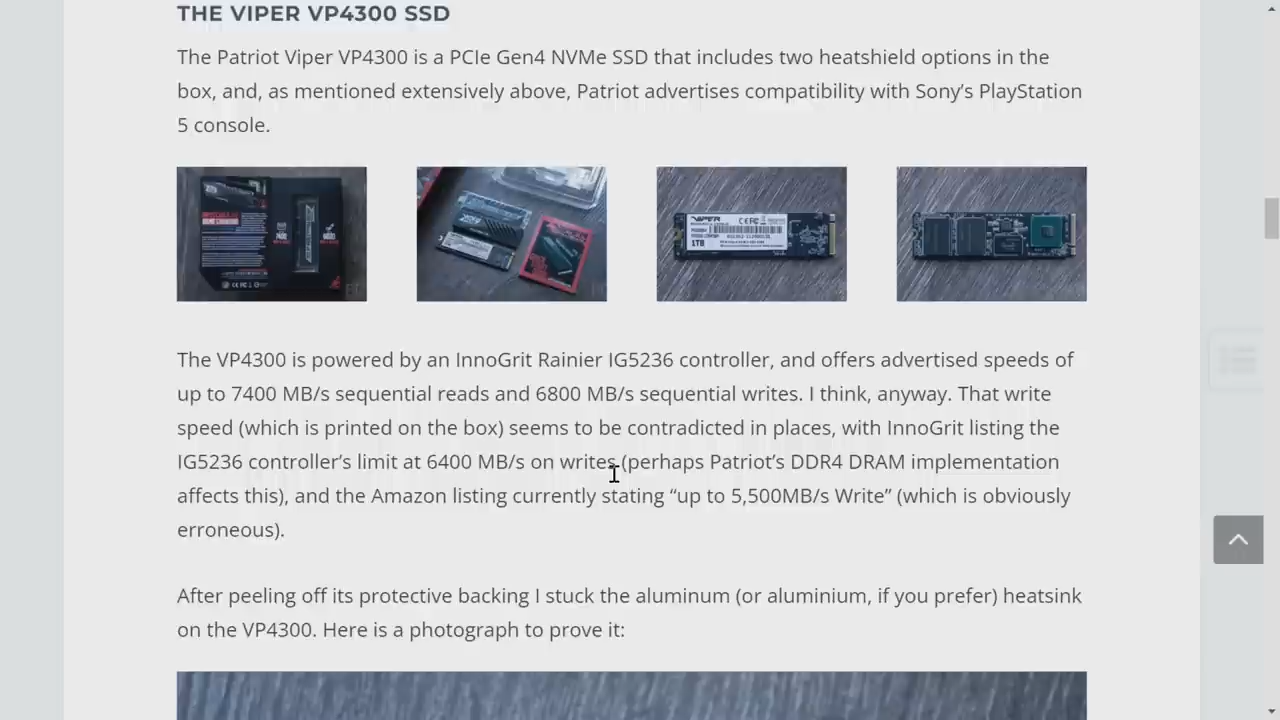 THE VIPER VP4300 SSD
The Patriot Viper VP4300 is a PCIe Gen4 NVMe SSD that includes two heatshield options in the
box, and, as mentioned extensively above, Patriot advertises compatibility with Sony’s PlayStation
5 console.
VIPER
1TB
The VP4300 is powered by an InnoGrit Rainier IG5236 controller, and offers advertised speeds of
up to 7400 MB/s sequential reads and 6800 MB/s sequential writes. I think, anyway. That write
speed (which is printed on the box) seems to be contradicted in places, with InnoGrit listing the
IG5236 controller’s limit at 6400 MB/s on writes (perhaps Patriot’s DDR4 DRAM implementation
affects this), and the Amazon listing currently stating “up to 5,500MB/s Write” (which is obviously
erroneous).
After peeling off its protective backing I stuck the aluminum (or aluminium, if you prefer) heatsink
on the VP4300. Here is a photograph to prove it: